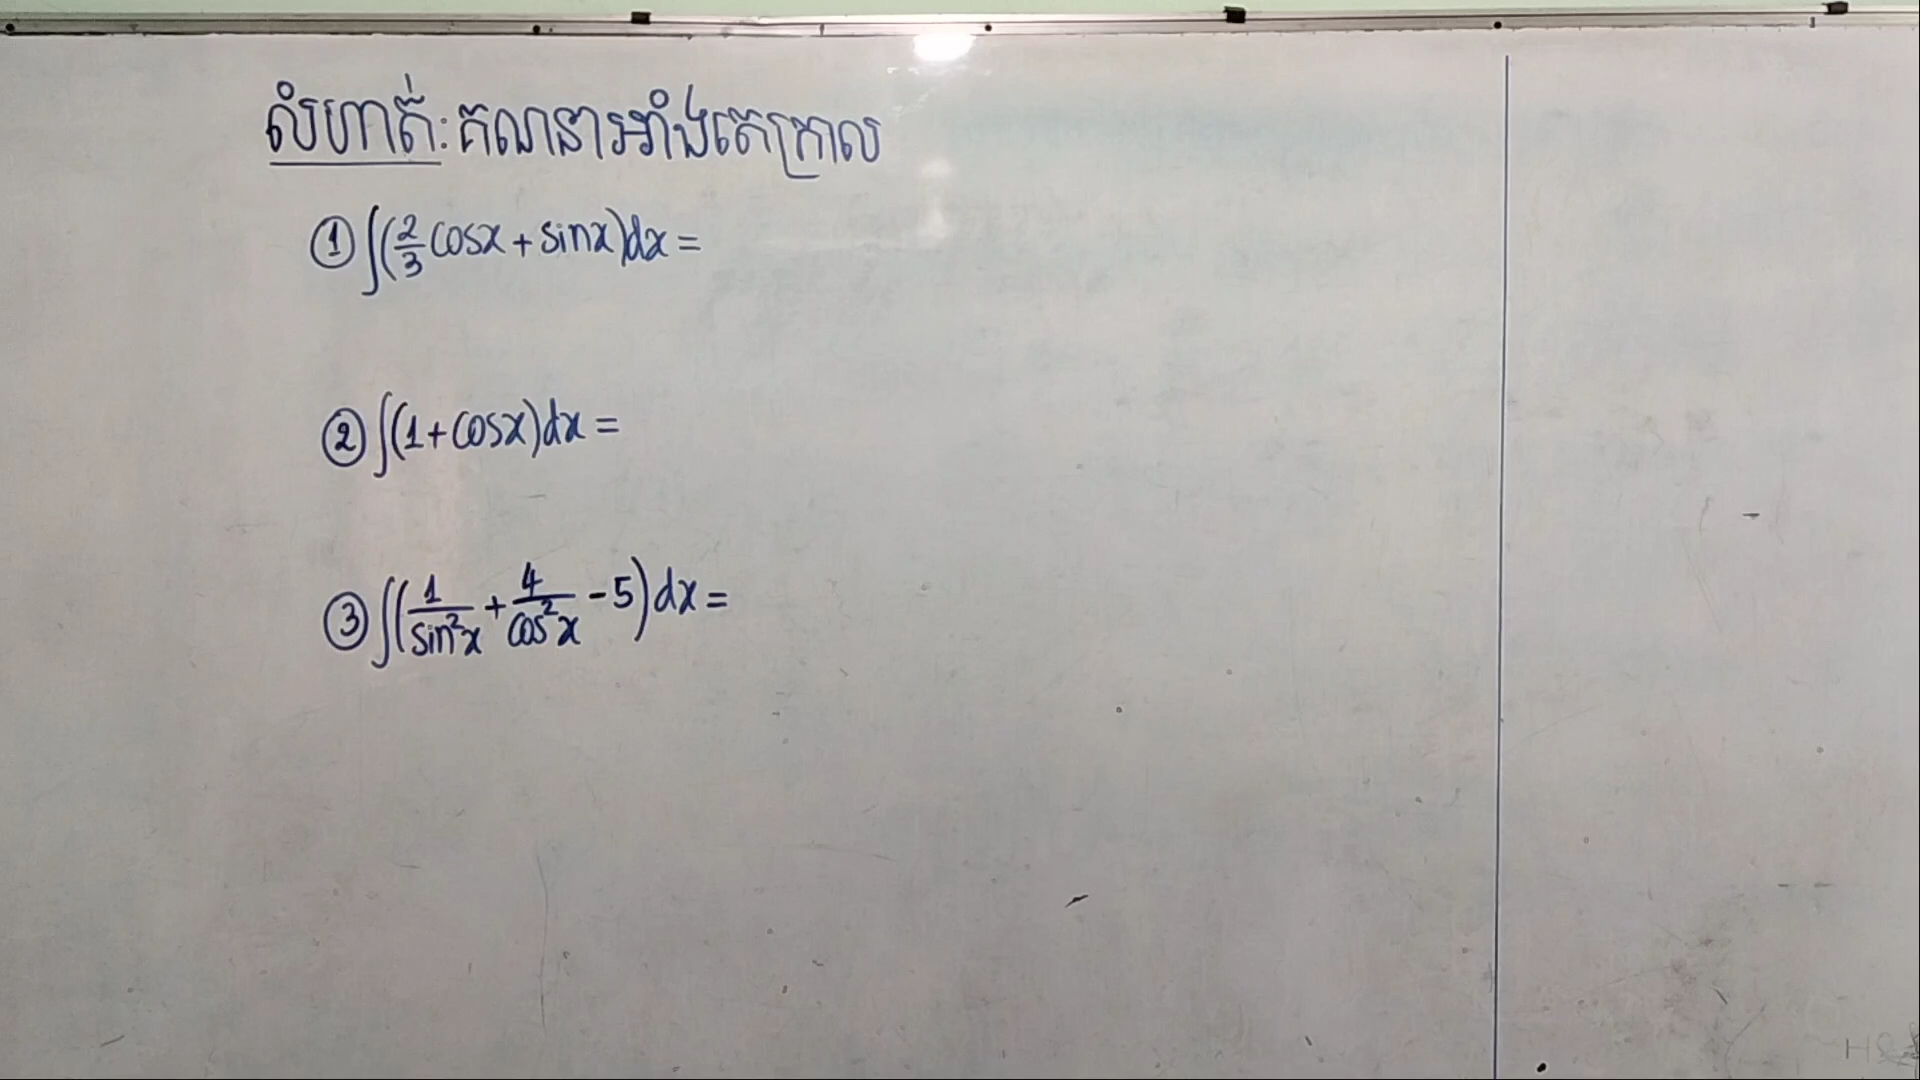 លំហាត់: គណនាអាំងតេក្រាល
① ∫(2/3 cosx + sinx)dx =
② ∫(1+cosx)dx =
③ ∫(1/sin²x + 4/cos²x - 5)dx =